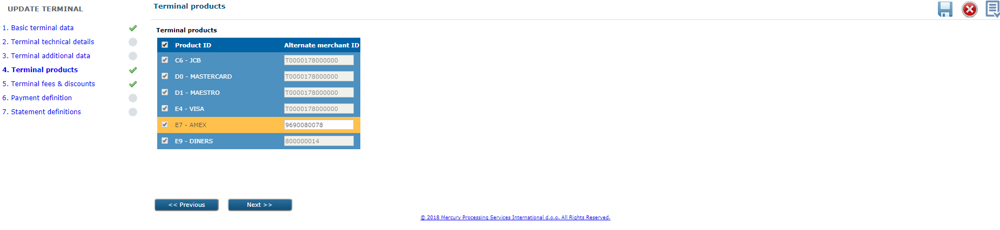 UPDATE TERMINAL
1. Basic terminal data
2. Terminal technical details
3. Terminal additional data
4. Terminal products
5. Terminal fees & discounts
6. Payment definition
7. Statement definitions
Terminal products
Terminal products
Product ID Alternate merchant ID
C6 - JCB T0000178000000
D0 - MASTERCARD T0000178000000
D1 - MAESTRO T0000178000000
E4 - VISA T0000178000000
E7 - AMEX 9690080078
E9 - DINERS 800000014
<< Previous Next >>
© 2018 Mercury Processing Services International d.o.o. All Rights Reserved.